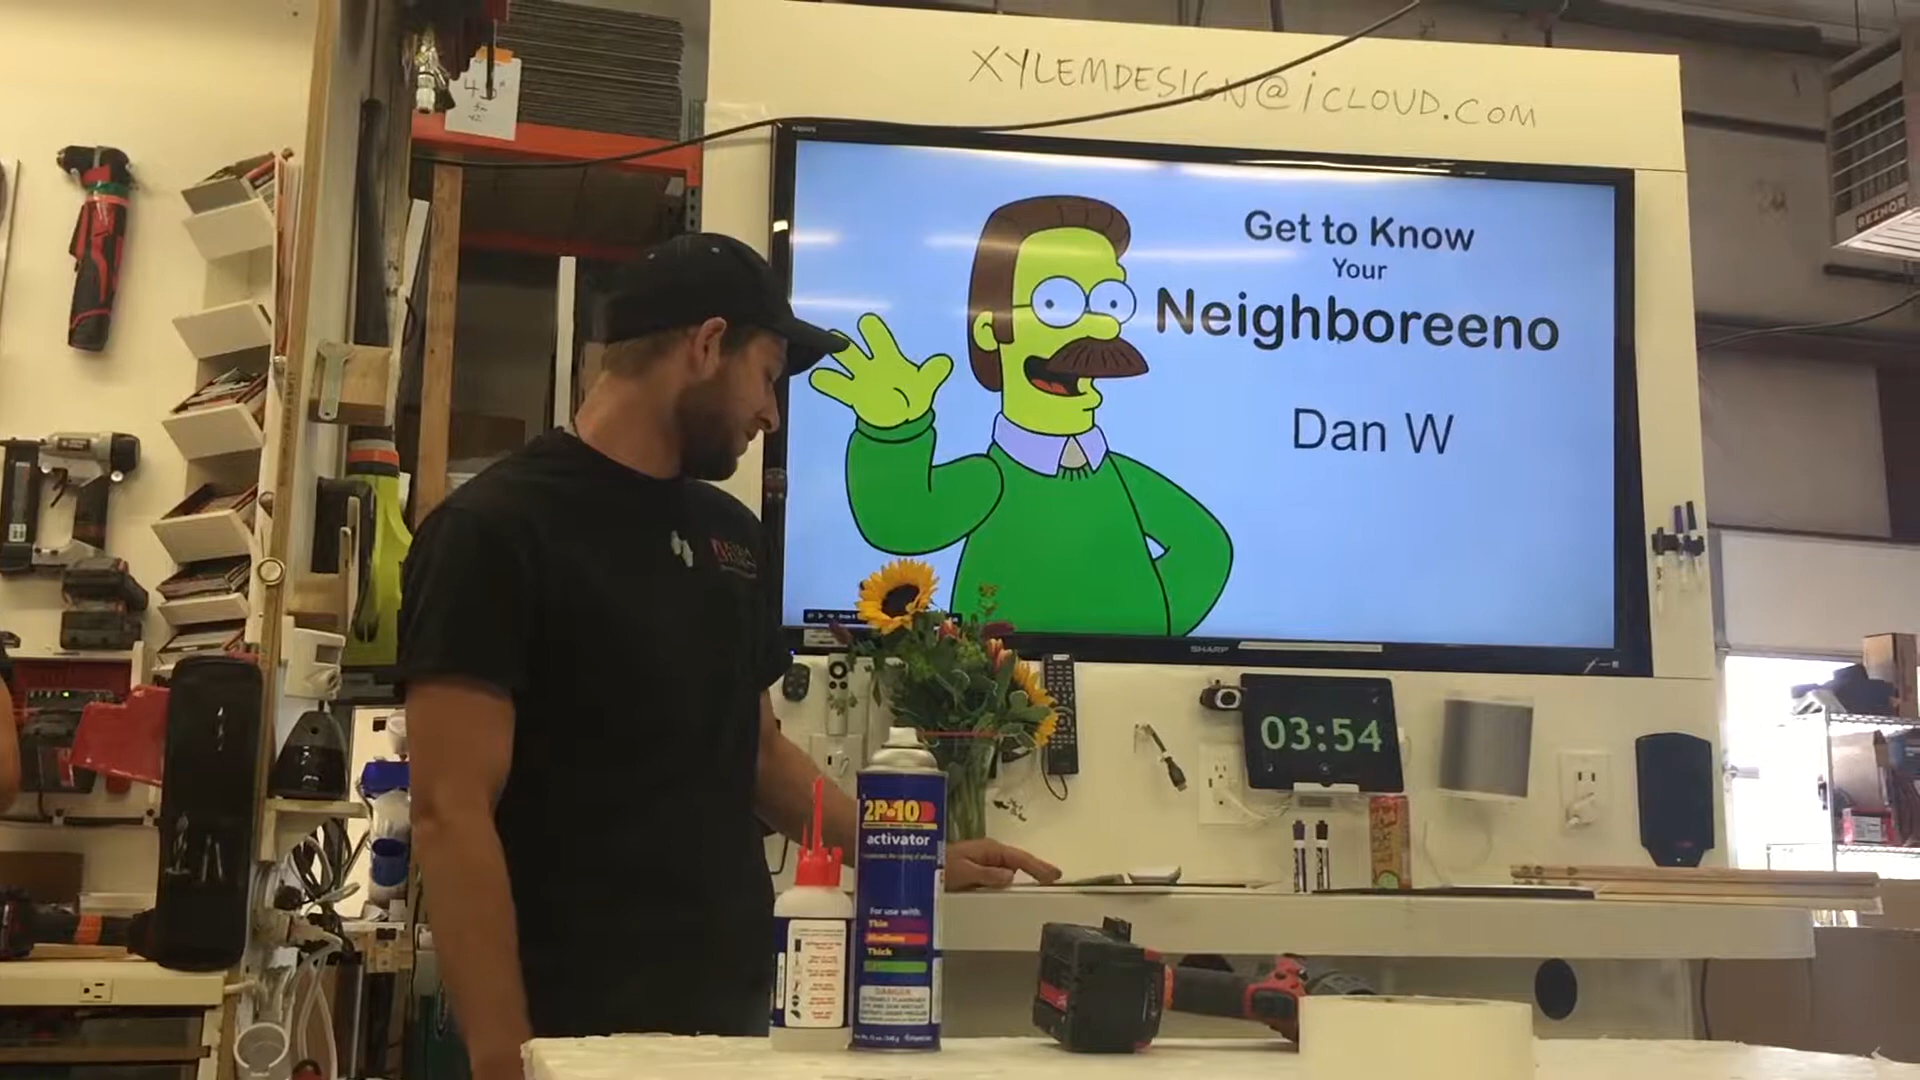 XYLEMDESIGN@iCLOUD.COM
Get to Know
Your
Neighboreeno
Dan W
SHARP
REZNOR
03:54
2P-10
activator
For use with:
Thin
Medium
Thick
DANGER